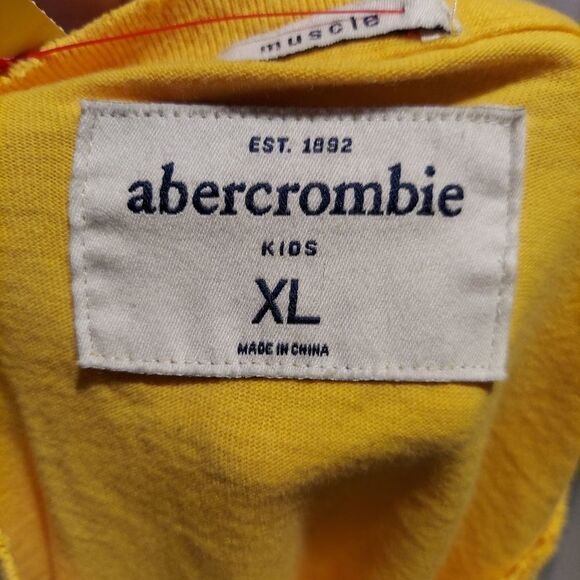 muscle
EST. 1892
abercrombie
KIDS
XL
MADE IN CHINA